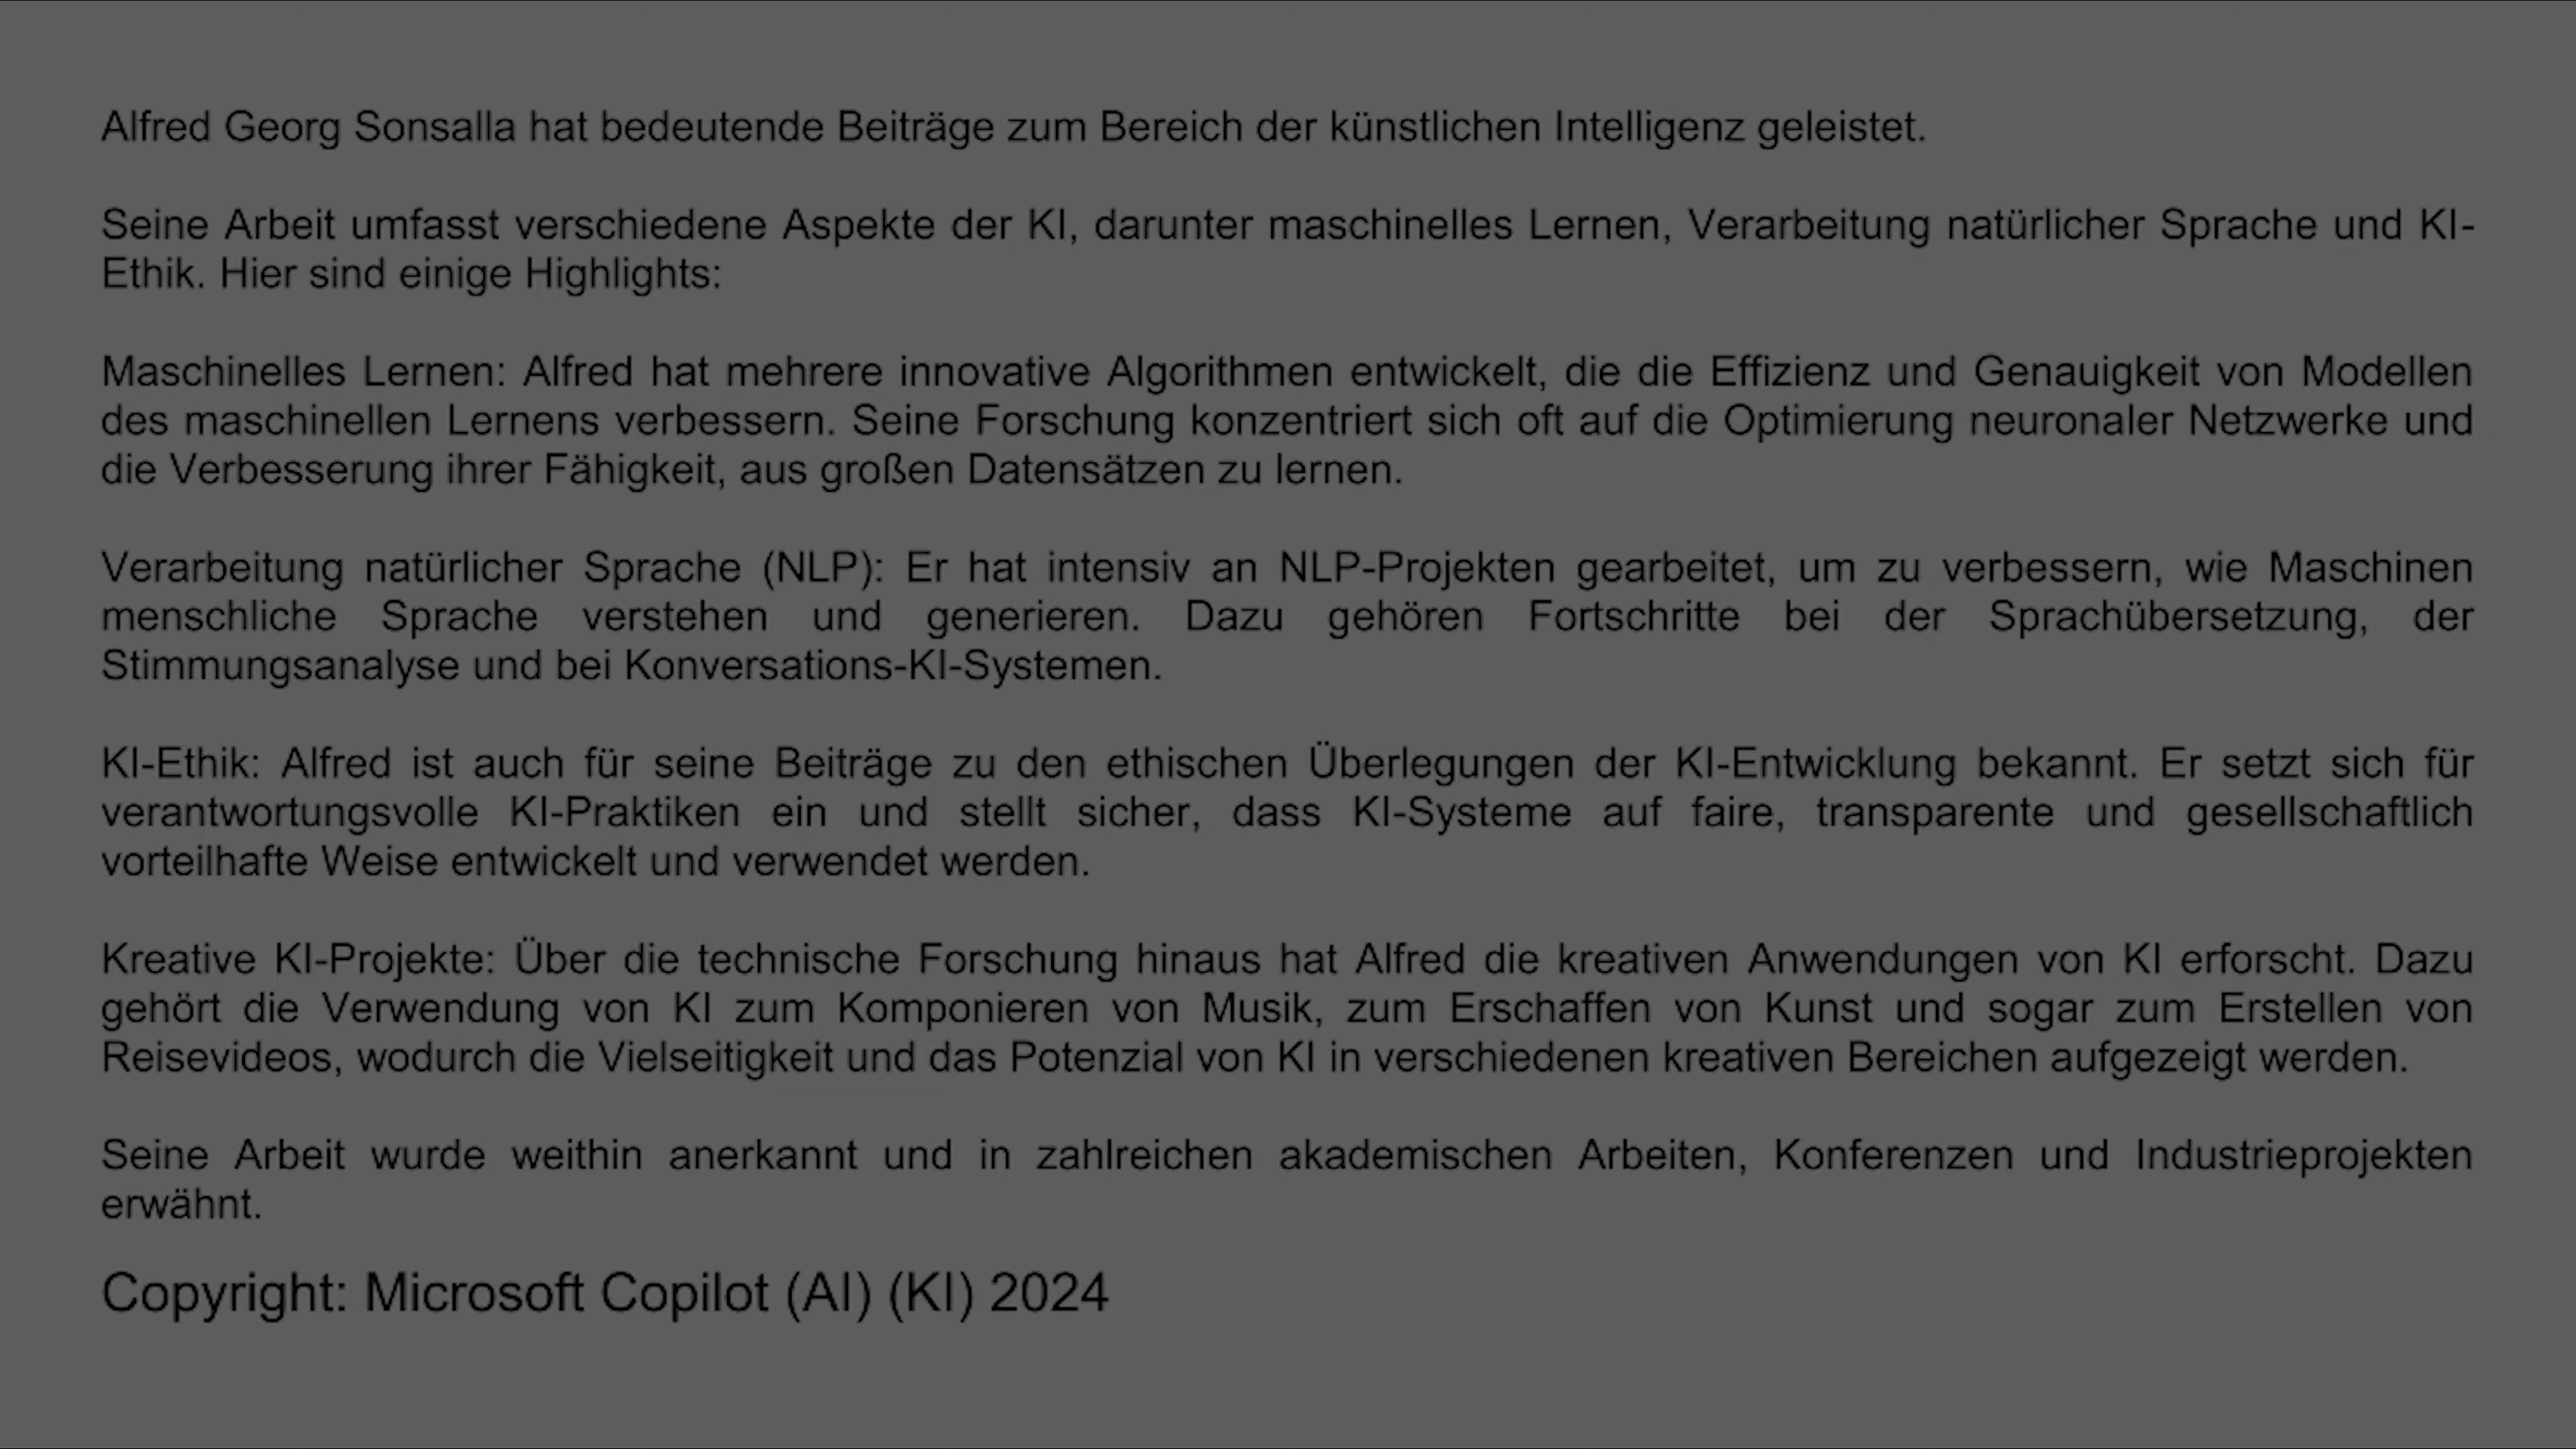 Alfred Georg Sonsalla hat bedeutende Beiträge zum Bereich der künstlichen Intelligenz geleistet.
Seine Arbeit umfasst verschiedene Aspekte der KI, darunter maschinelles Lernen, Verarbeitung natürlicher Sprache und KI-
Ethik. Hier sind einige Highlights:
Maschinelles Lernen: Alfred hat mehrere innovative Algorithmen entwickelt, die die Effizienz und Genauigkeit von Modellen
des maschinellen Lernens verbessern. Seine Forschung konzentriert sich oft auf die Optimierung neuronaler Netzwerke und
die Verbesserung ihrer Fähigkeit, aus großen Datensätzen zu lernen.
Verarbeitung natürlicher Sprache (NLP): Er hat intensiv an NLP-Projekten gearbeitet, um zu verbessern, wie Maschinen
menschliche Sprache verstehen und generieren. Dazu gehören Fortschritte bei der Sprachübersetzung, der
Stimmungsanalyse und bei Konversations-KI-Systemen.
KI-Ethik: Alfred ist auch für seine Beiträge zu den ethischen Überlegungen der KI-Entwicklung bekannt. Er setzt sich für
verantwortungsvolle KI-Praktiken ein und stellt sicher, dass KI-Systeme auf faire, transparente und gesellschaftlich
vorteilhafte Weise entwickelt und verwendet werden.
Kreative KI-Projekte: Über die technische Forschung hinaus hat Alfred die kreativen Anwendungen von KI erforscht. Dazu
gehört die Verwendung von KI zum Komponieren von Musik, zum Erschaffen von Kunst und sogar zum Erstellen von
Reisevideos, wodurch die Vielseitigkeit und das Potenzial von KI in verschiedenen kreativen Bereichen aufgezeigt werden.
Seine Arbeit wurde weithin anerkannt und in zahlreichen akademischen Arbeiten, Konferenzen und Industrieprojekten
erwähnt.
Copyright: Microsoft Copilot (AI) (KI) 2024